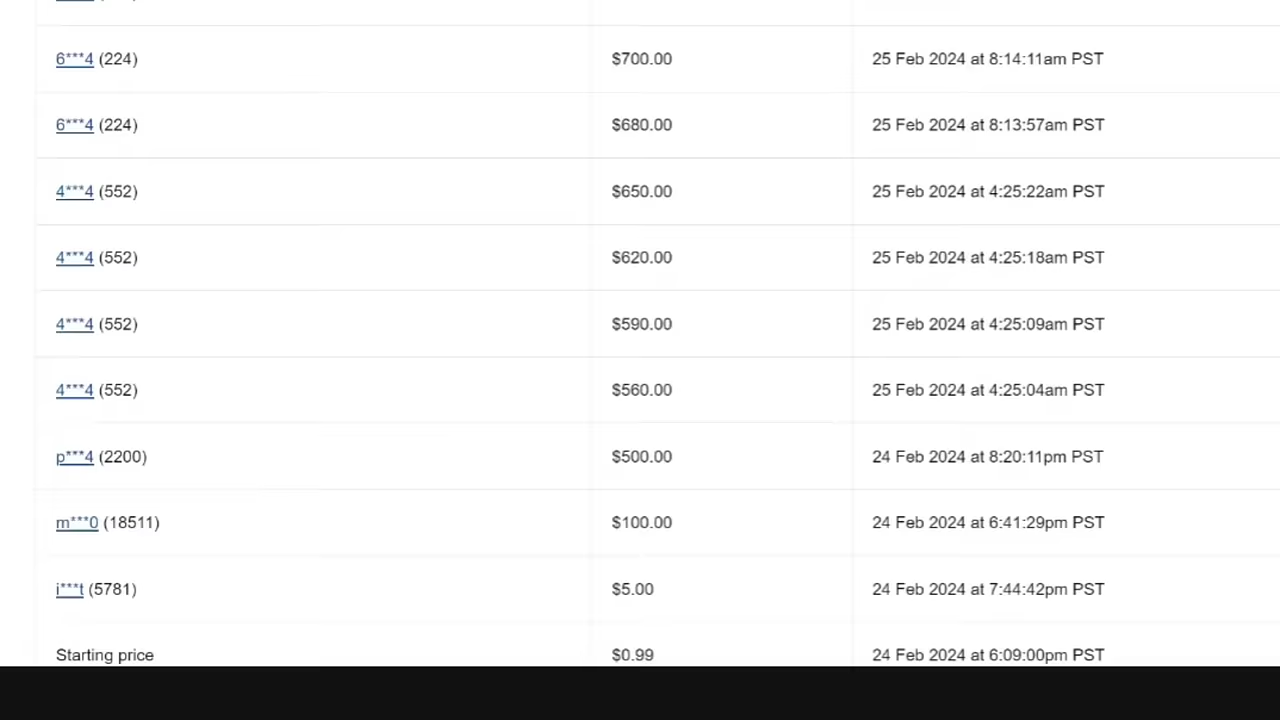 6***4 (224) $700.00 25 Feb 2024 at 8:14:11am PST
6***4 (224) $680.00 25 Feb 2024 at 8:13:57am PST
4***4 (552) $650.00 25 Feb 2024 at 4:25:22am PST
4***4 (552) $620.00 25 Feb 2024 at 4:25:18am PST
4***4 (552) $590.00 25 Feb 2024 at 4:25:09am PST
4***4 (552) $560.00 25 Feb 2024 at 4:25:04am PST
p***4 (2200) $500.00 24 Feb 2024 at 8:20:11pm PST
m***0 (18511) $100.00 24 Feb 2024 at 6:41:29pm PST
i***t (5781) $5.00 24 Feb 2024 at 7:44:42pm PST
Starting price $0.99 24 Feb 2024 at 6:09:00pm PST